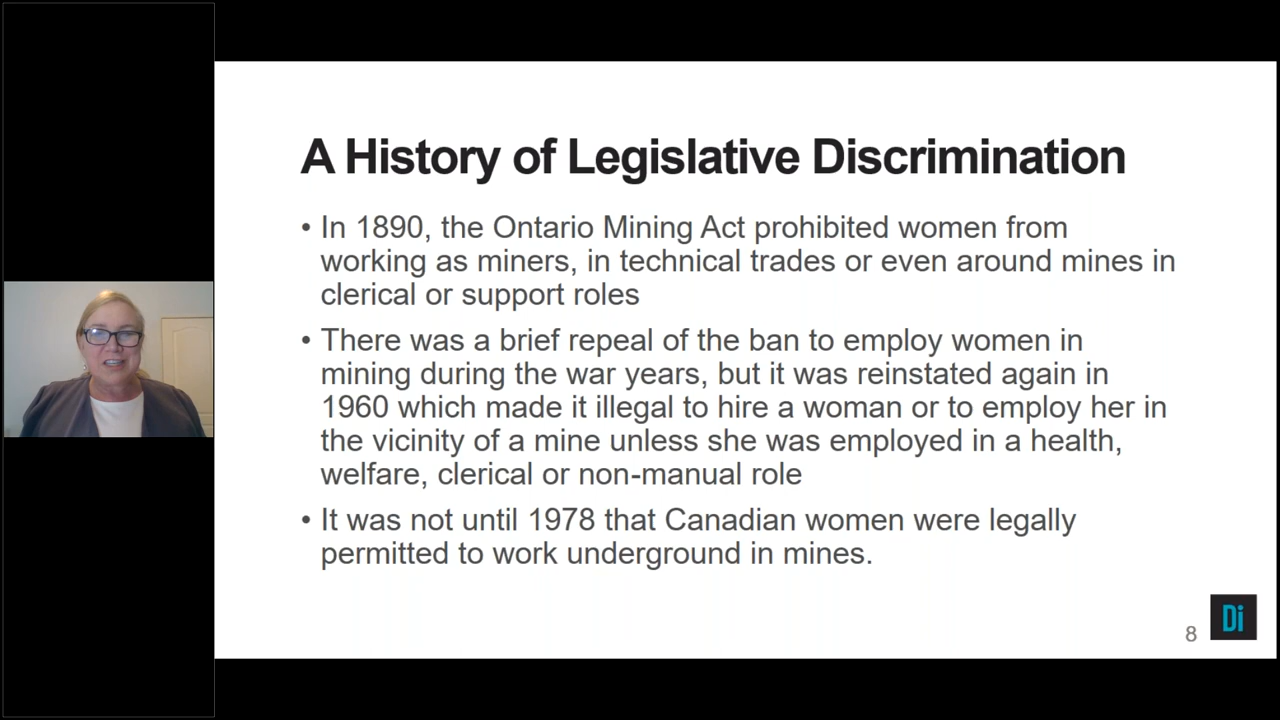 A History of Legislative Discrimination
• In 1890, the Ontario Mining Act prohibited women from
working as miners, in technical trades or even around mines in
clerical or support roles
• There was a brief repeal of the ban to employ women in
mining during the war years, but it was reinstated again in
1960 which made it illegal to hire a woman or to employ her in
the vicinity of a mine unless she was employed in a health,
welfare, clerical or non-manual role
• It was not until 1978 that Canadian women were legally
permitted to work underground in mines.
8
Di